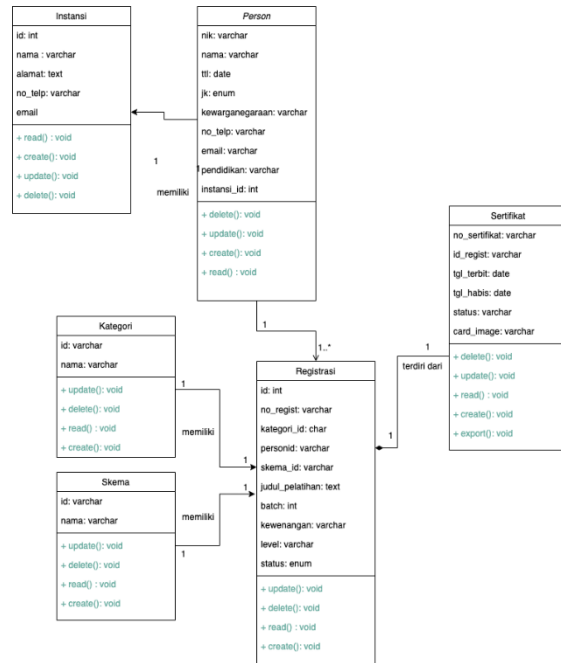 Instansi
id: int
nama : varchar
alamat: text
no_telp: varchar
email
+ read() : void
+ create(): void
+ update(): void
+ delete(): void
Person
nik: varchar
nama: varchar
ttl: date
jk: enum
kewarganegaraan: varchar
no_telp: varchar
email: varchar
pendidikan: varchar
instansi_id: int
+ delete(): void
+ update(): void
+ create(): void
+ read() : void
1
1
memiliki
Sertifikat
no_sertifikat: varchar
id_regist: varchar
tgl_terbit: date
tgl_habis: date
status: varchar
card_image: varchar
+ delete(): void
+ update(): void
+ read() : void
+ create(): void
+ export(): void
1
1..*
Kategori
id: varchar
nama: varchar
+ update(): void
+ delete(): void
+ read() : void
+ create(): void
1
memiliki
1
Registrasi
id: int
no_regist: varchar
kategori_id: char
personid: varchar
skema_id: varchar
judul_pelatihan: text
batch: int
kewenangan: varchar
level: varchar
status: enum
+ update(): void
+ delete(): void
+ read() : void
+ create(): void
1
terdiri dari
1
Skema
id: varchar
nama: varchar
+ update(): void
+ delete(): void
+ read() : void
+ create(): void
memiliki
1
1